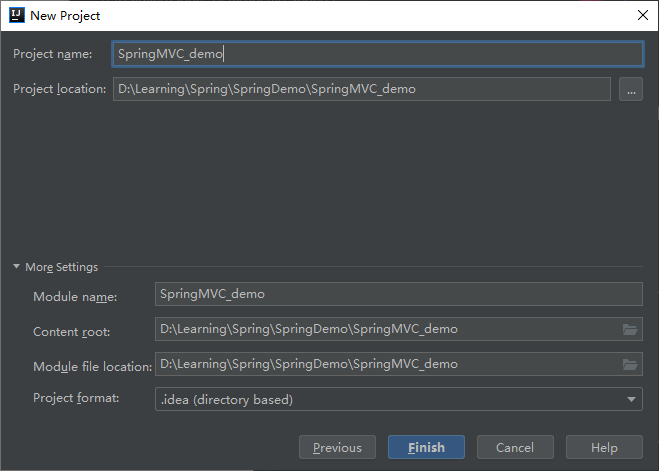 New Project
Project name: SpringMVC_demo
Project location: D:\Learning\Spring\SpringDemo\SpringMVC_demo ...
More Settings
Module name: SpringMVC_demo
Content root: D:\Learning\Spring\SpringDemo\SpringMVC_demo
Module file location: D:\Learning\Spring\SpringDemo\SpringMVC_demo
Project format: .idea (directory based)
Previous Finish Cancel Help